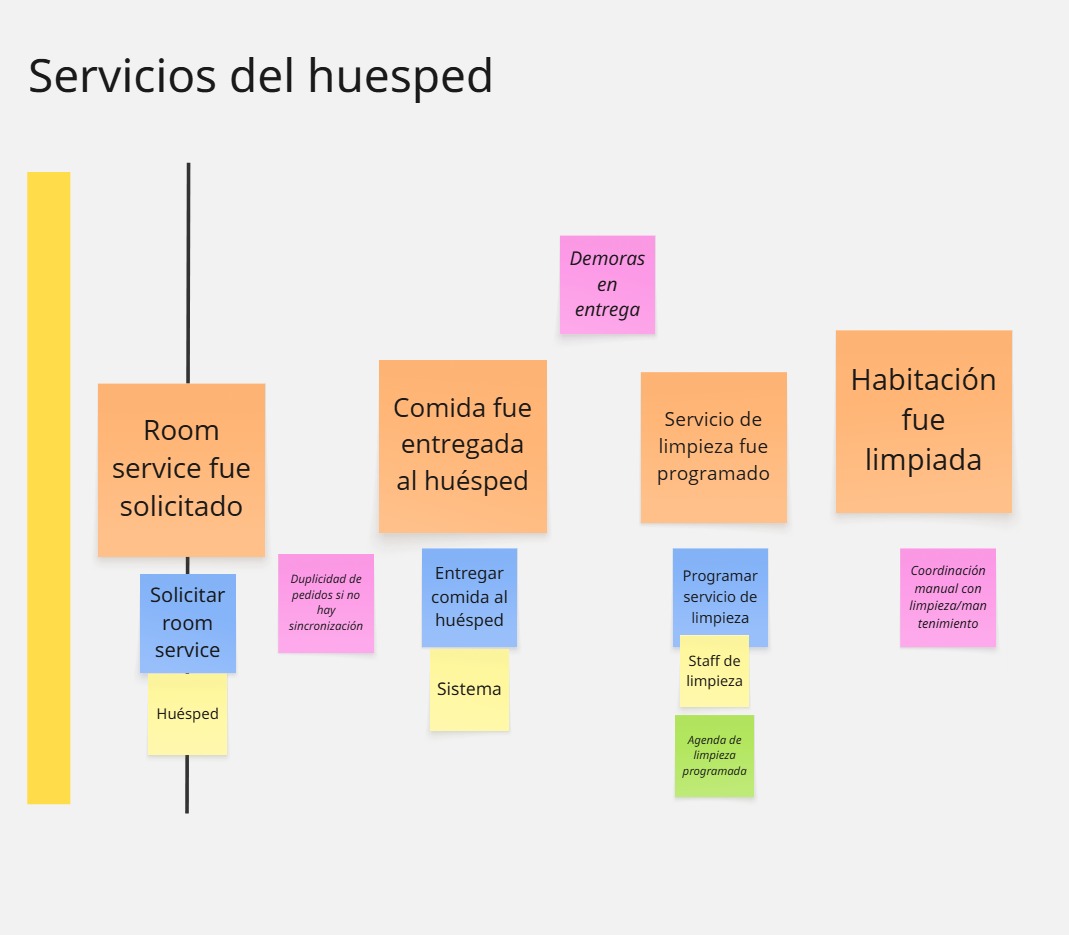 Servicios del huesped
Demoras
en
entrega
Room
service fue
solicitado
Comida fue
entregada
al huésped
Servicio de
limpieza fue
programado
Habitación
fue
limpiada
Solicitar
room
service
Huésped
Duplicidad de
pedidos si no
hay
sincronización
Entregar
comida al
huésped
Sistema
Programar
servicio de
limpieza
Staff de
limpieza
Agenda de
limpieza
programada
Coordinación
manual con
limpieza/man
tenimiento